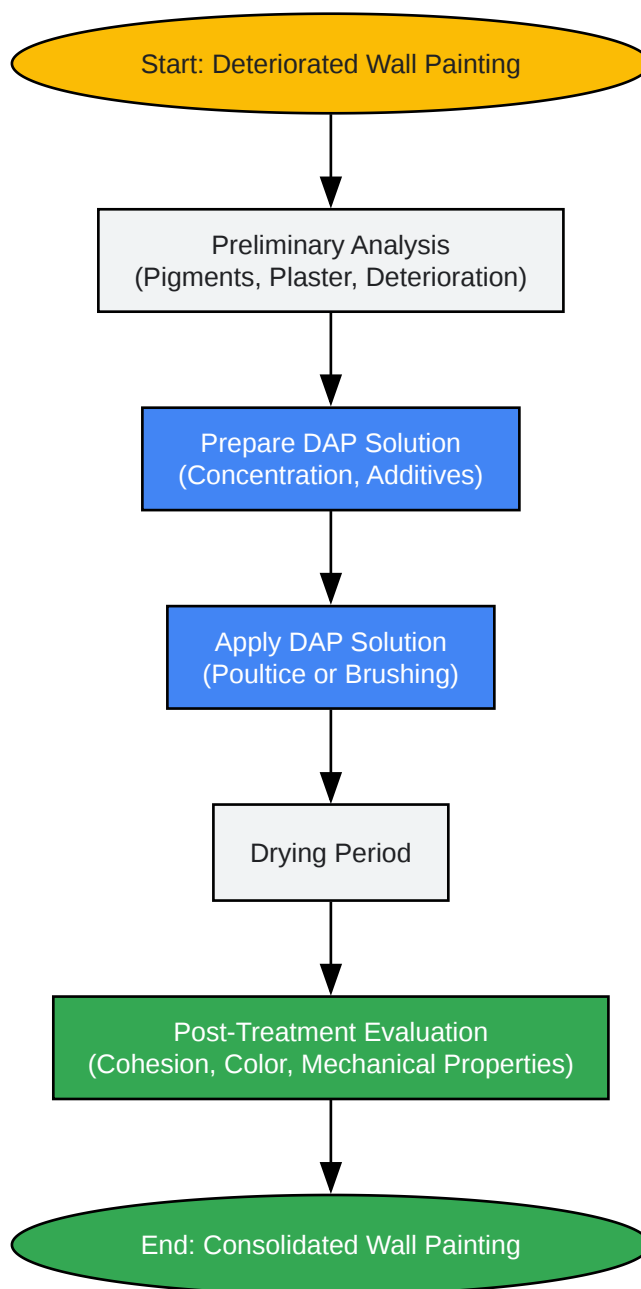 Start: Deteriorated Wall Painting
Preliminary Analysis
(Pigments, Plaster, Deterioration)
Prepare DAP Solution
(Concentration, Additives)
Apply DAP Solution
(Poultice or Brushing)
Drying Period
Post-Treatment Evaluation
(Cohesion, Color, Mechanical Properties)
End: Consolidated Wall Painting